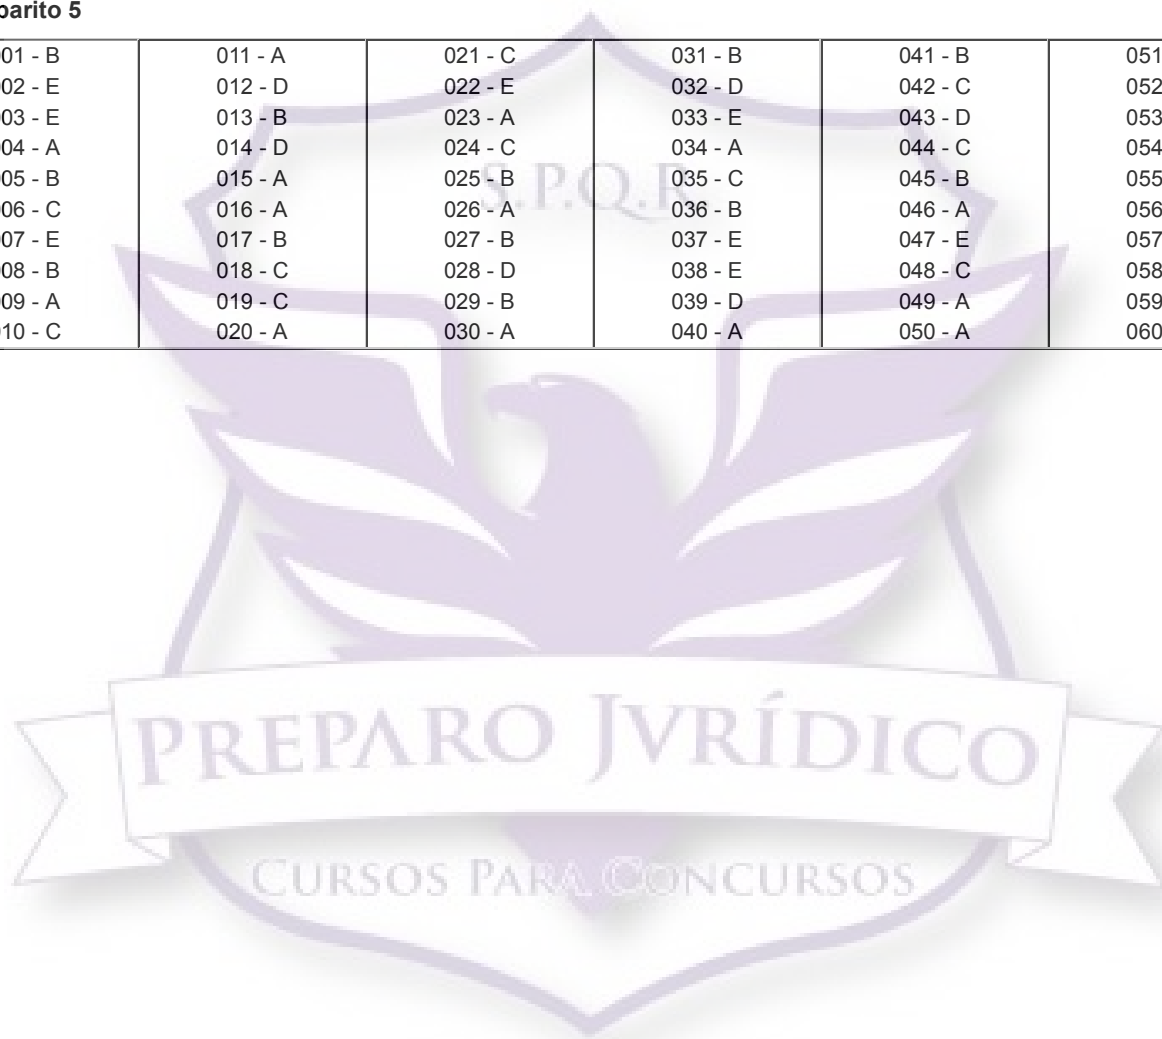 barito 5
01 - B 011 - A 021 - C 031 - B 041 - B 051
02 - E 012 - D 022 - E 032 - D 042 - C 052
03 - E 013 - B 023 - A 033 - E 043 - D 053
04 - A 014 - D 024 - C 034 - A 044 - C 054
05 - B 015 - A 025 - B 035 - C 045 - B 055
06 - C 016 - A 026 - A 036 - B 046 - A 056
07 - E 017 - B 027 - B 037 - E 047 - E 057
08 - B 018 - C 028 - D 038 - E 048 - C 058
09 - A 019 - C 029 - B 039 - D 049 - A 059
10 - C 020 - A 030 - A 040 - A 050 - A 060
S.P.Q.R.
PREPARO JVRÍDICO
CURSOS PARA CONCURSOS